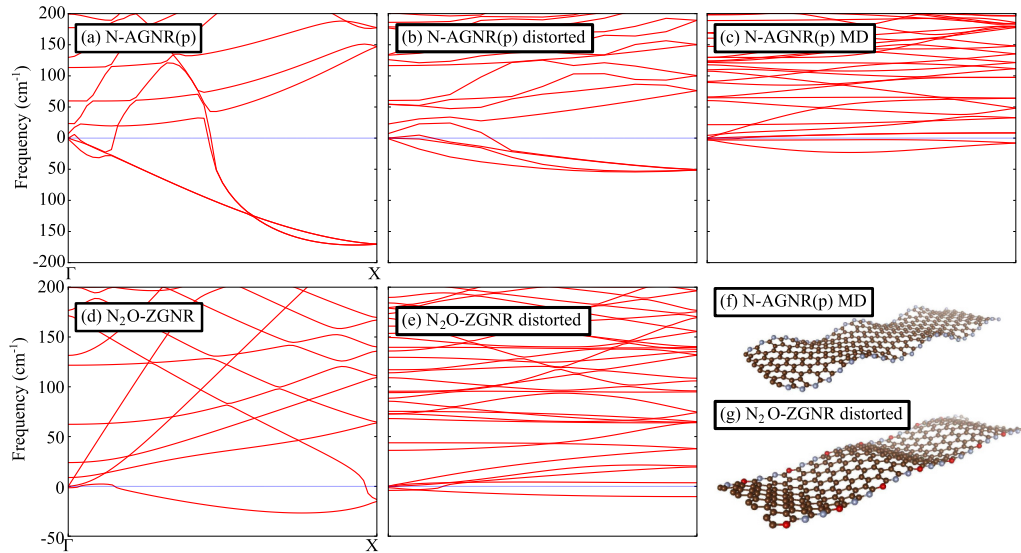 (a) N-AGNR(p)
(b) N-AGNR(p) distorted
(c) N-AGNR(p) MD
Frequency (cm⁻¹)
200
150
100
50
0
50
100
150
-200
Γ
X
(d) N₂O-ZGNR
(e) N₂O-ZGNR distorted
Frequency (cm⁻¹)
200
150
100
50
0
-50
Γ
X
(f) N-AGNR(p) MD
(g) N₂O-ZGNR distorted